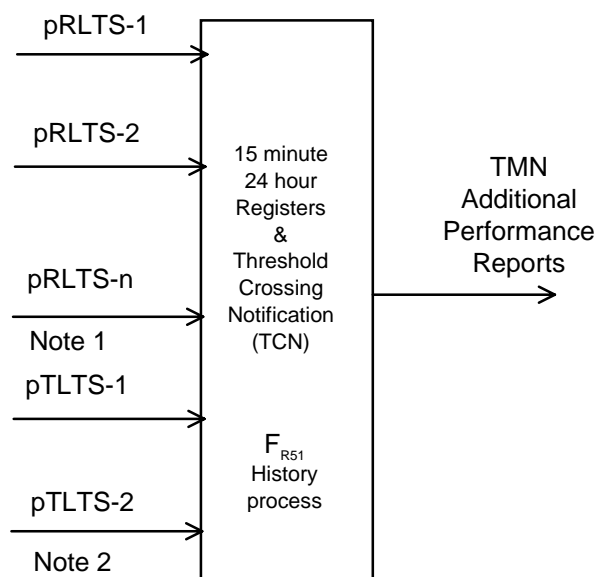 pRLTS-1
pRLTS-2
pRLTS-n
Note 1
pTLTS-1
pTLTS-2
Note 2
15 minute
24 hour
Registers
&
Threshold
Crossing
Notification
(TCN)
FR51
History
process
TMN
Additional
Performance
Reports